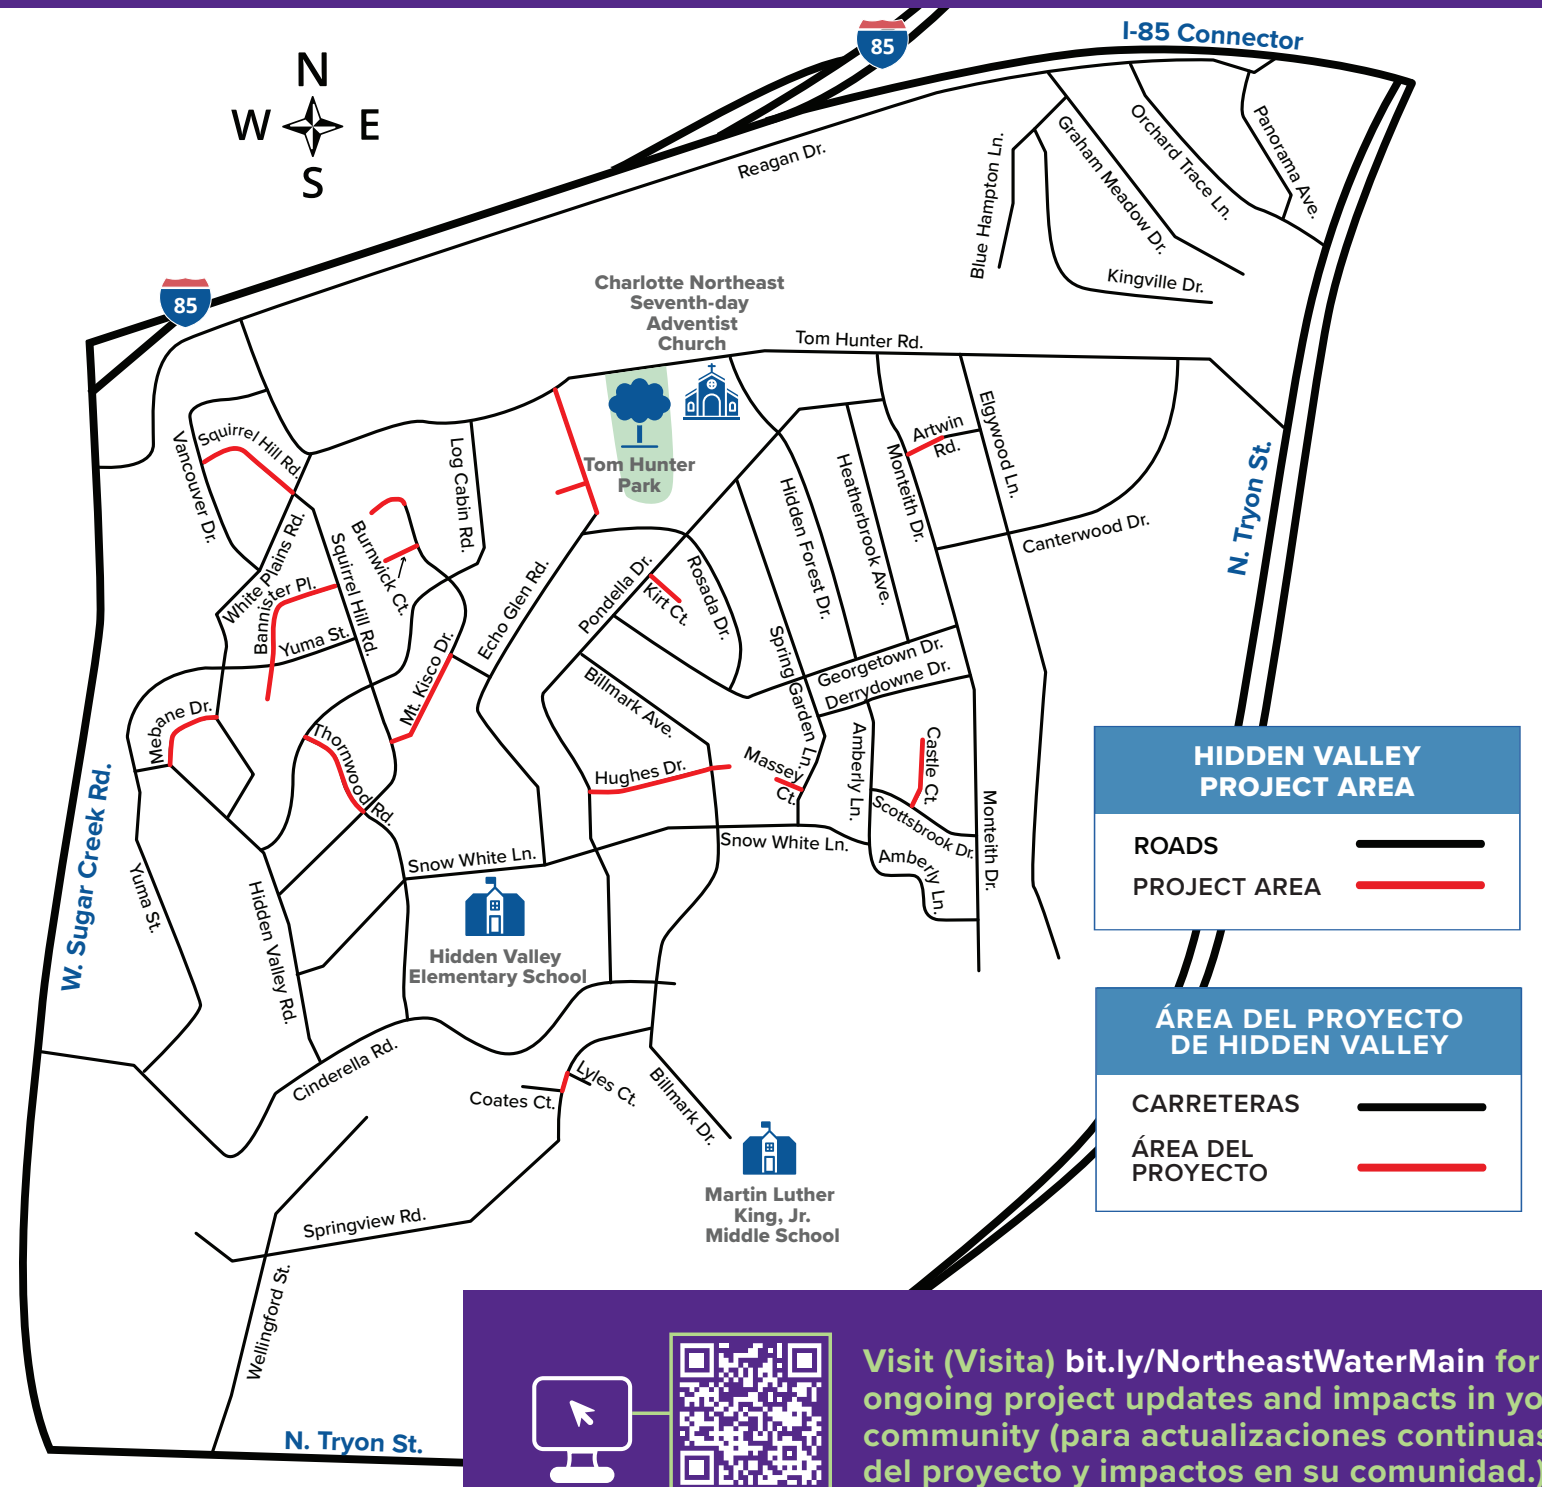 I-85 Connector
85
N
W E
S
Reagan Dr.
Blue Hampton Ln.
Graham Meadow Dr.
Orchard Trace Ln.
Panorama Ave.
Kingville Dr.
85
Charlotte Northeast
Seventh-day
Adventist
Church
Tom Hunter Rd.
Tom Hunter
Park
Vancouver Dr.
Squirrel Hill Rd.
Log Cabin Rd.
Artwin
Rd.
Elgywood Ln.
Monteith Dr.
Heatherbrook Ave.
Hidden Forest Dr.
Canterwood Dr.
N. Tryon St.
White Plains Rd.
Squirrel Hill Rd.
Burnwick Ct.
Bannister Pl.
Yuma St.
Echo Glen Rd.
Pondella Dr.
Kirt Ct.
Rosada Dr.
Spring Garden Ln.
Georgetown Dr.
Derrydowne Dr.
Mt. Kisco Dr.
Mebane Dr.
Thornwood Rd.
Billmark Ave.
Hughes Dr.
Massey
Ct.
Amberly Ln.
Castle Ct.
Scottsbrook Dr.
Monteith Dr.
Snow White Ln.
Snow White Ln.
Amberly Ln.
W. Sugar Creek Rd.
Yuma St.
Hidden Valley Rd.
Hidden Valley
Elementary School
Cinderella Rd.
Coates Ct.
Lyles Ct.
Billmark Dr.
Martin Luther
King, Jr.
Middle School
Springview Rd.
Wellingford St.
N. Tryon St.
HIDDEN VALLEY
PROJECT AREA
ROADS
PROJECT AREA
ÁREA DEL PROYECTO
DE HIDDEN VALLEY
CARRETERAS
ÁREA DEL
PROYECTO
Visit (Visita) bit.ly/NortheastWaterMain for
ongoing project updates and impacts in yo
community (para actualizaciones continuas
del proyecto y impactos en su comunidad.)